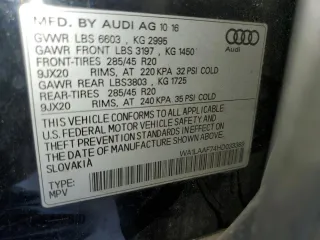 MFD. BY AUDI AG 10 16
GVWR LBS 6603 , KG 2995
GAWR FRONT LBS 3197 , KG 1450
FRONT-TIRES 285/45 R20
9JX20 RIMS, AT 220 KPA 32 PSI COLD
GAWR REAR LBS3803 , KG 1725
REAR-TIRES 285/45 R20
9JX20 RIMS, AT 240 KPA 35 PSI COLD
THIS VEHICLE CONFORMS TO ALL APPLICABLE
FEDERAL MOTOR VEHICLE SAFETY AND
THEFT PREVENTION STANDARDS IN EFFECT ON
THE DATE OF MANUFACTURE SHOWN ABOVE.
SLOVAKIA
TYPE:
MPV
Audi